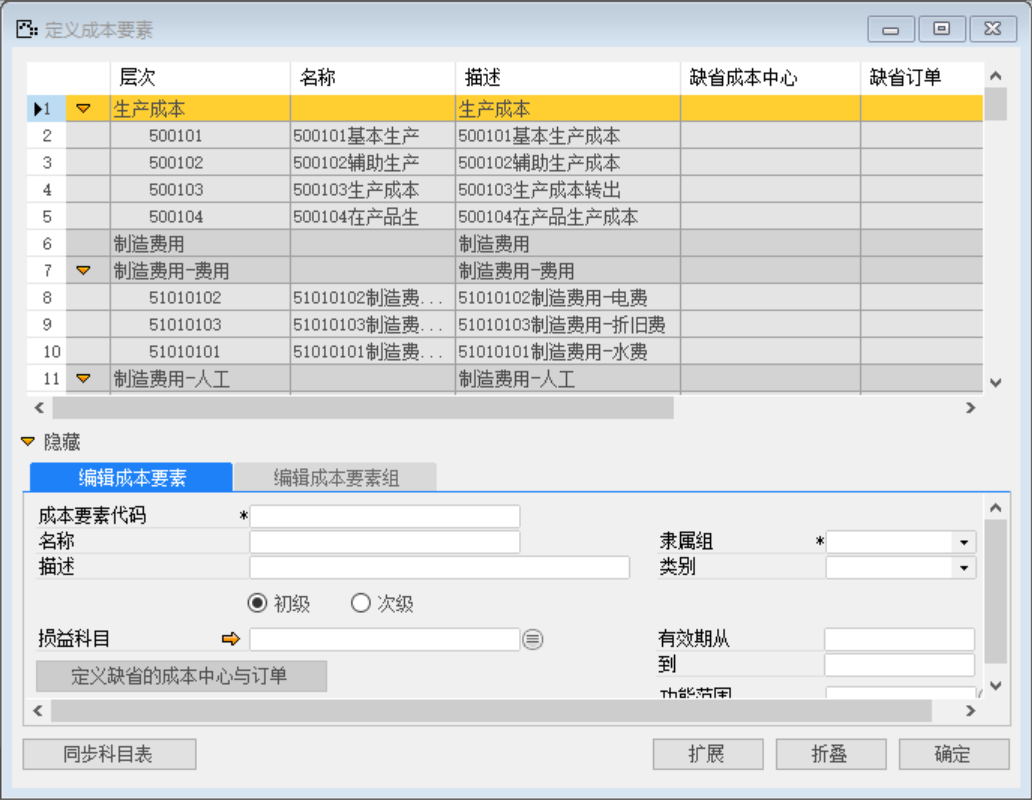 定义成本要素
层次 名称 描述 缺省成本中心 缺省订单
1 生产成本 生产成本
2 500101 500101基本生产 500101基本生产成本
3 500102 500102辅助生产 500102辅助生产成本
4 500103 500103生产成本 500103生产成本转出
5 500104 500104在产品生 500104在产品生产成本
6 制造费用 制造费用
7 制造费用-费用 制造费用-费用
8 51010102 51010102制造费... 51010102制造费用-电费
9 51010103 51010103制造费... 51010103制造费用-折旧费
10 51010101 51010101制造费... 51010101制造费用-水费
11 制造费用-人工 制造费用-人工
隐藏
编辑成本要素 编辑成本要素组
成本要素代码 *
名称 隶属组 *
描述 类别
初级 次级
损益科目 有效期从
定义缺省的成本中心与订单 到
功能范围
同步科目表 扩展 折叠 确定